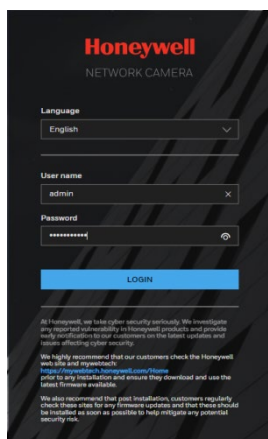 Honeywell
NETWORK CAMERA
Language
English
User name
admin
Password
LOGIN
At Honeywell, we take cyber security seriously. We investigate
any reported vulnerability in Honeywell products and provide
early notification to our customers on the latest updates and
issues affecting cyber security.
We highly recommend that our customers check the Honeywell
web site and mywebtech:
https://mywebtech.honeywell.com/Home
prior to any installation and ensure they download and use the
latest firmware available.
We also recommend that post installation, customers regularly
check these sites for any firmware updates and that these should
be installed as soon as possible to help mitigate any potential
security risk.